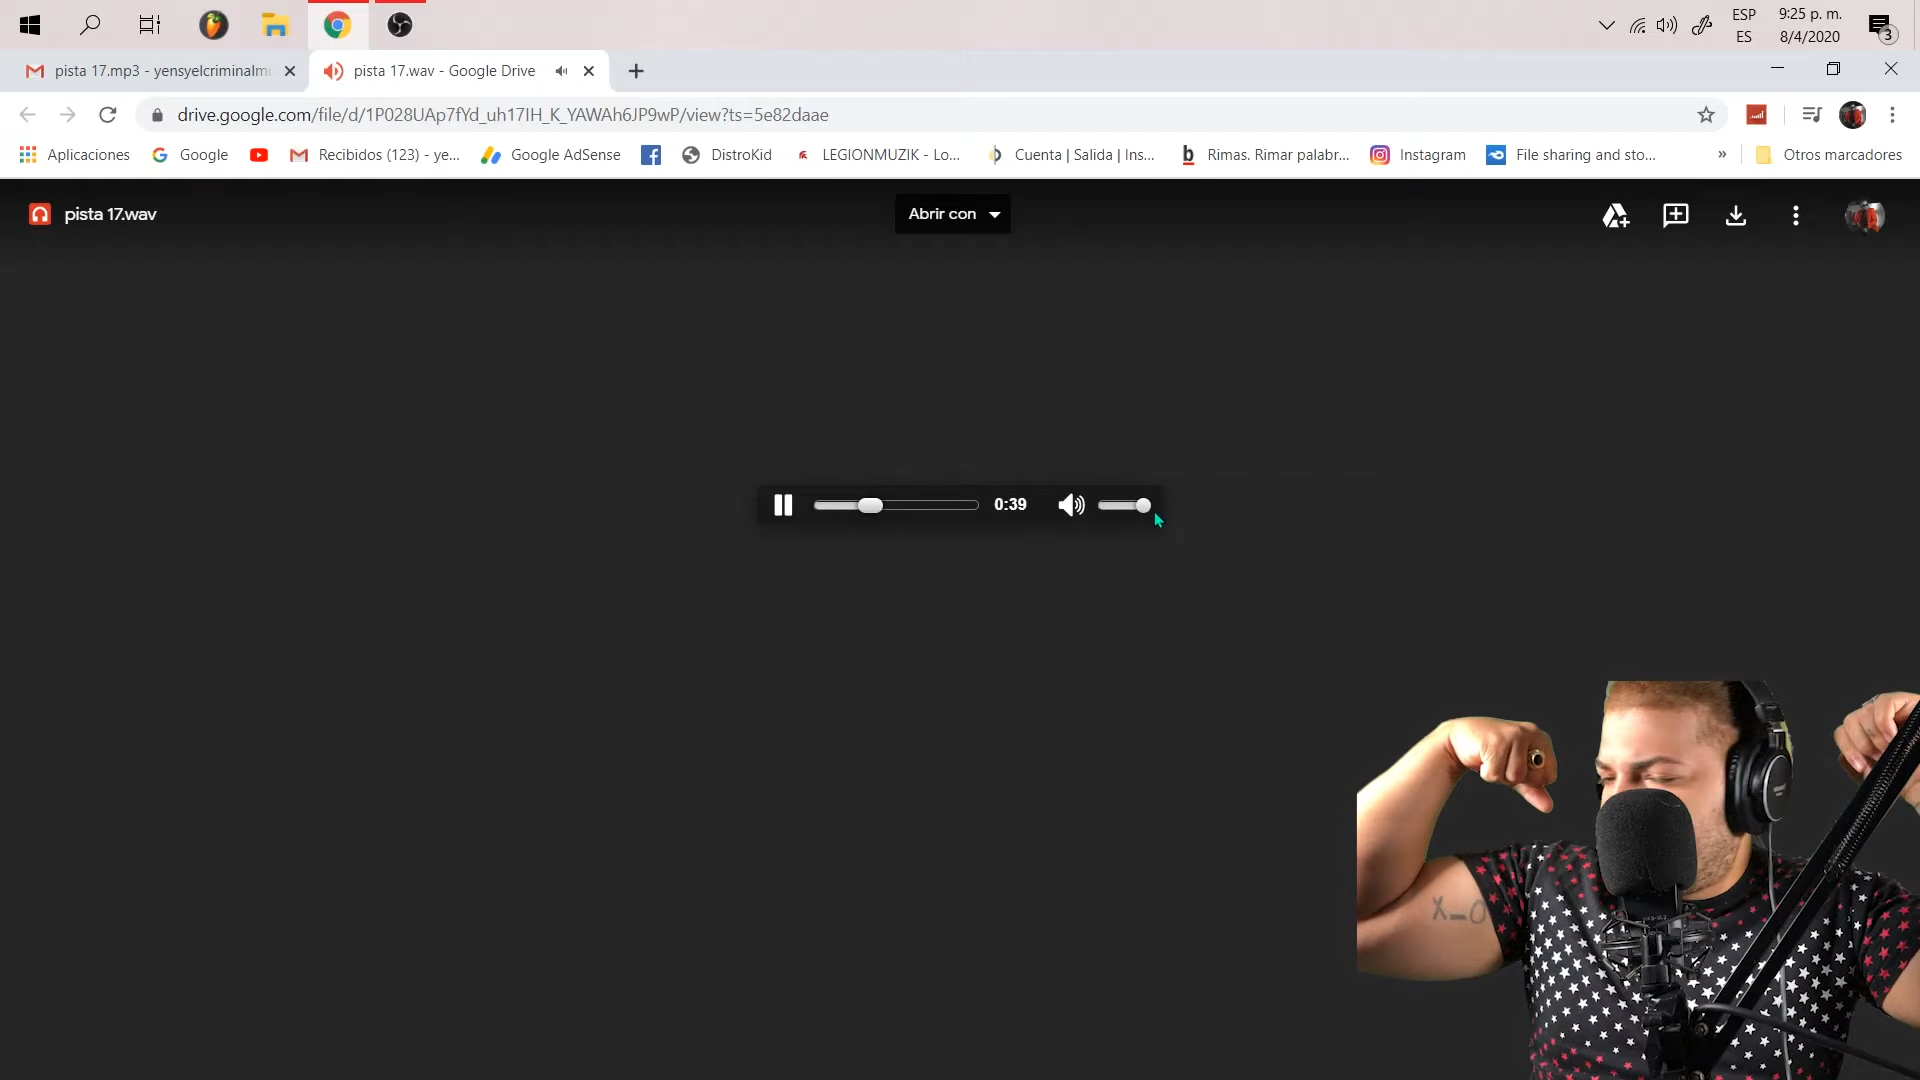 ESP
ES
9:25 p. m.
8/4/2020
3
pista 17.mp3 - yensyelcriminalm
pista 17.wav - Google Drive
drive.google.com/file/d/1P028UAp7fYd_uh17IH_K_YAWAh6JP9wP/view?ts=5e82daae
Aplicaciones
Google
Recibidos (123) - ye...
Google AdSense
DistroKid
LEGIONMUZIK - Lo...
Cuenta | Salida | Ins...
b Rimas. Rimar palabr...
Instagram
File sharing and sto...
»
Otros marcadores
pista 17.wav
Abrir con
0:39
X_O